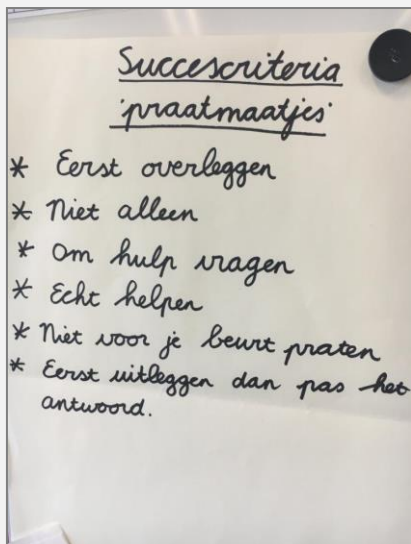 Succescriteria
'praatmaatjes'
* Eerst overleggen
* Niet alleen
* Om hulp vragen
* Echt helpen
* Niet voor je beurt praten
* Eerst uitleggen dan pas het
antwoord.